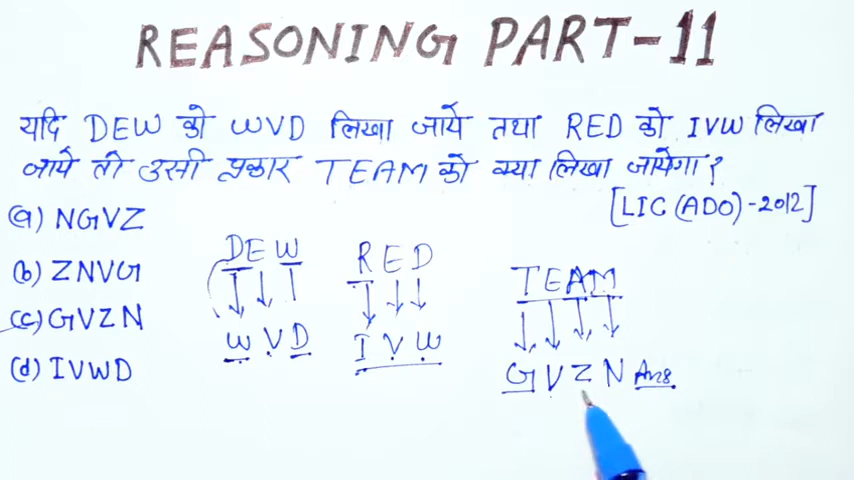 REASONING PART-11
यदि DEW को WVD लिखा जाये तथा RED को IVW लिखा
जाये तो उसी प्रकार TEAM को क्या लिखा जायेगा?
[LIC(ADO)-2012]
(a) NGVZ
(b) ZNVG
(c) GVZN
(d) IVWD
DEW
WVD
RED
IVW
TEAM
GVZN Ans